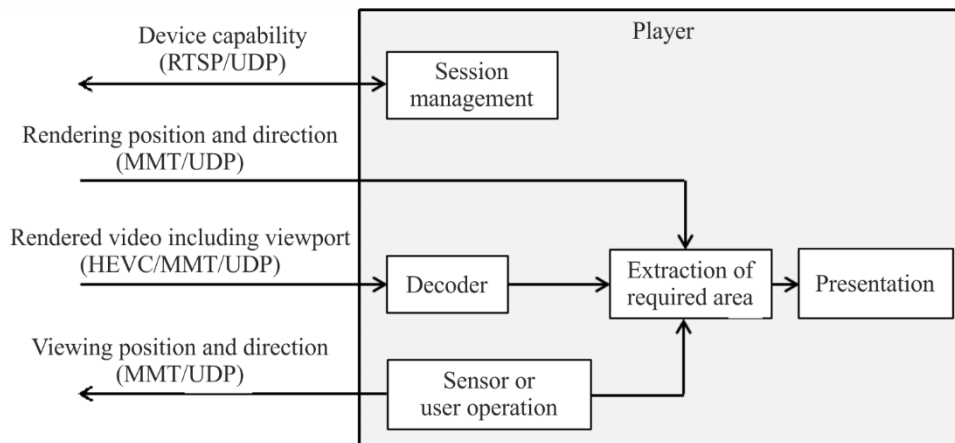 Player
Device capability
(RTSP/UDP)
Session
management
Rendering position and direction
(MMT/UDP)
Rendered video including viewport
(HEVC/MMT/UDP)
Decoder
Extraction of
required area
Presentation
Viewing position and direction
(MMT/UDP)
Sensor or
user operation